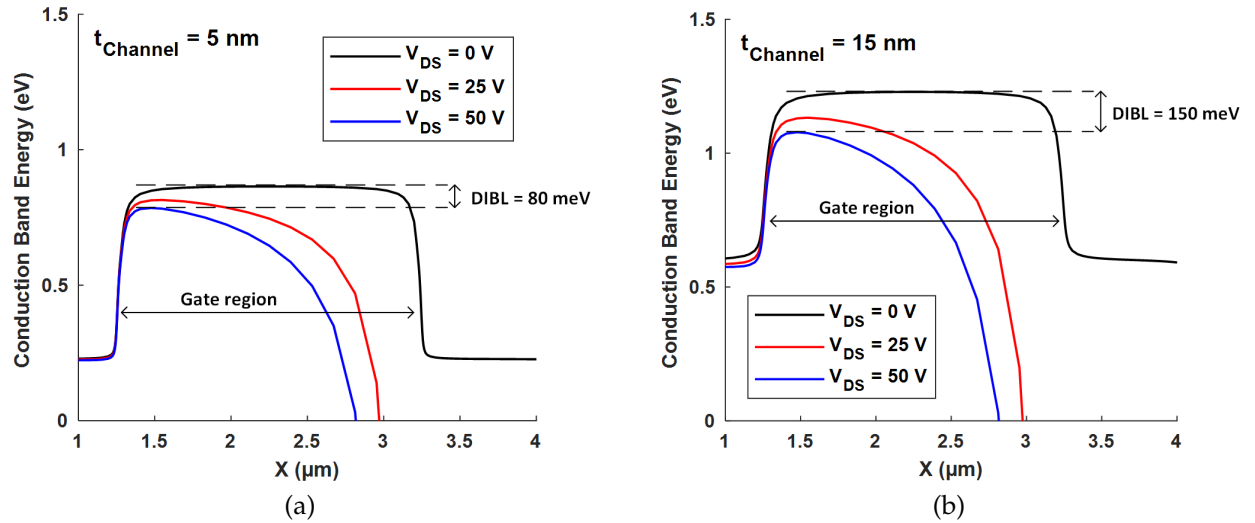 t_Channel = 5 nm
V_DS = 0 V
V_DS = 25 V
V_DS = 50 V
DIBL = 80 meV
Gate region
Conduction Band Energy (eV)
1.5
1
0.5
0
1
1.5
2
2.5
3
3.5
4
X (µm)
(a)
t_Channel = 15 nm
DIBL = 150 meV
Gate region
V_DS = 0 V
V_DS = 25 V
V_DS = 50 V
Conduction Band Energy (eV)
1.5
1
0.5
0
1
1.5
2
2.5
3
3.5
4
X (µm)
(b)